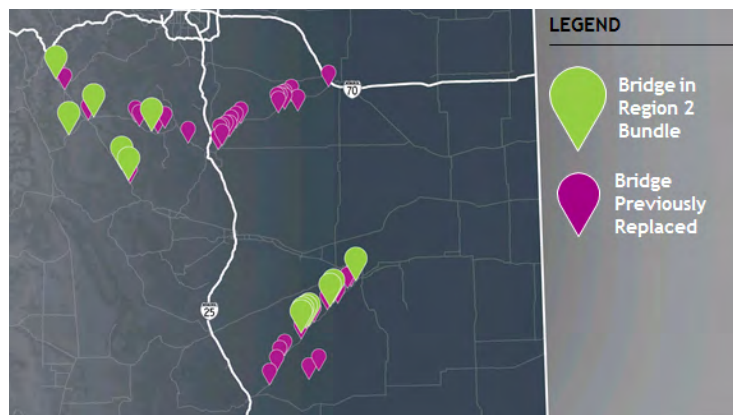 LEGEND
Bridge in
Region 2
Bundle
Bridge
Previously
Replaced
70
25